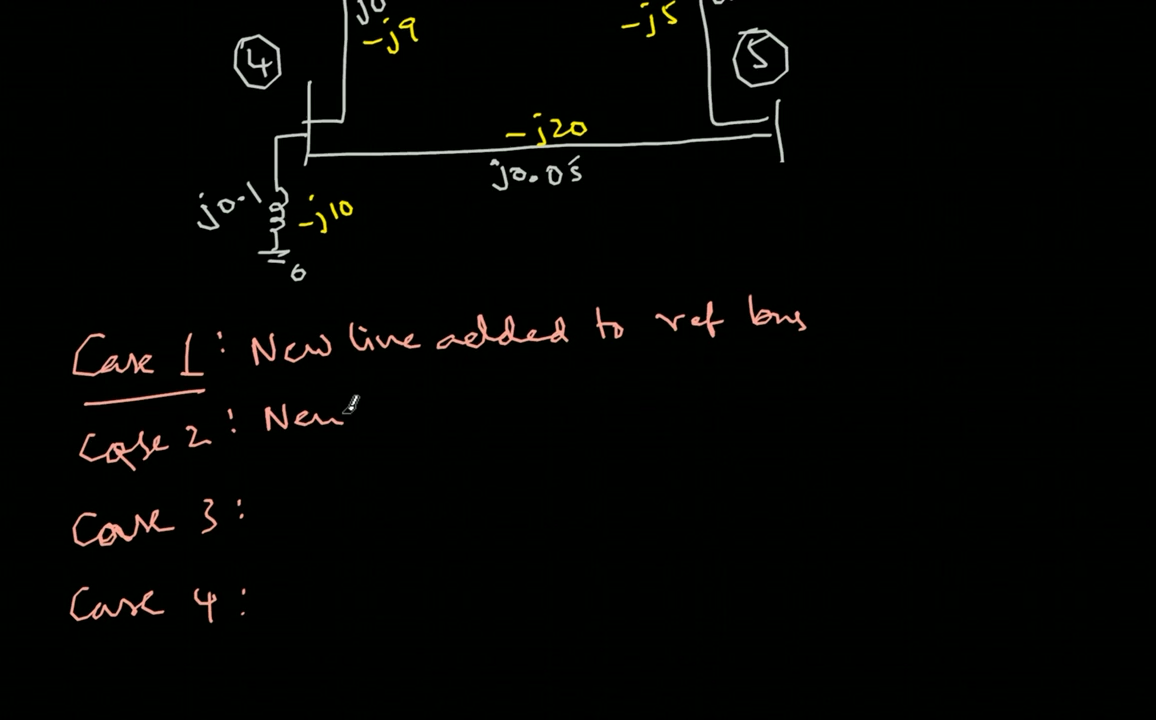 j0
-j9
-j5
4
5
-j20
j0.05
j0.1
-j10
0
Case 1: New line added to ref bus
Case 2: New
Case 3:
Case 4: